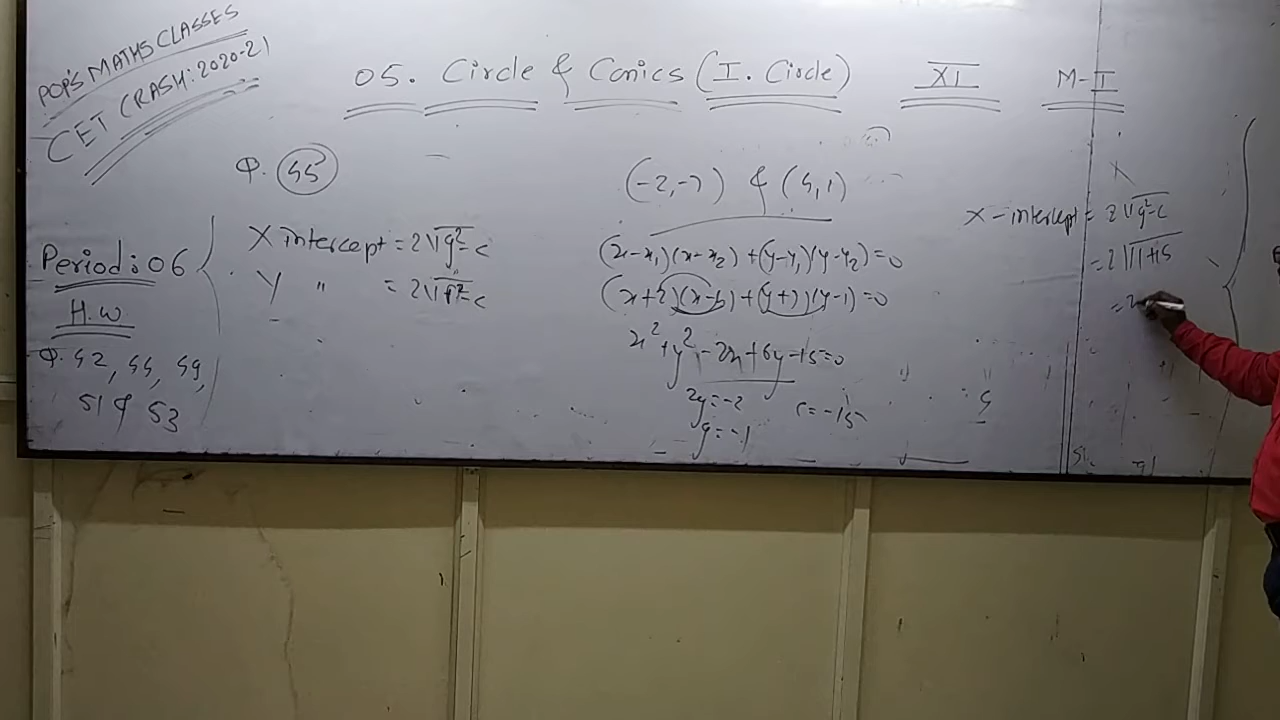 POP'S MATHS CLASSES
CET CRASH: 2020-21
05. Circle & Conics (I. Circle) XI M-II
Q. 45
X intercept = 2√g²-c
Y " = 2√f²-c
Period: 06
H.W
Q. 42, 44, 49,
51 & 53
(-2,-7) & (4,1)
(x-x₁)(x-x₂)+(y-y₁)(y-y₂)=0
(x+2)(x-4)+(y+7)(y-1)=0
x²+y²-2x+6y-15=0
2g=-2 c=-15
g=-1
X-intercept = 2√g²-c
=2√1+15
=2